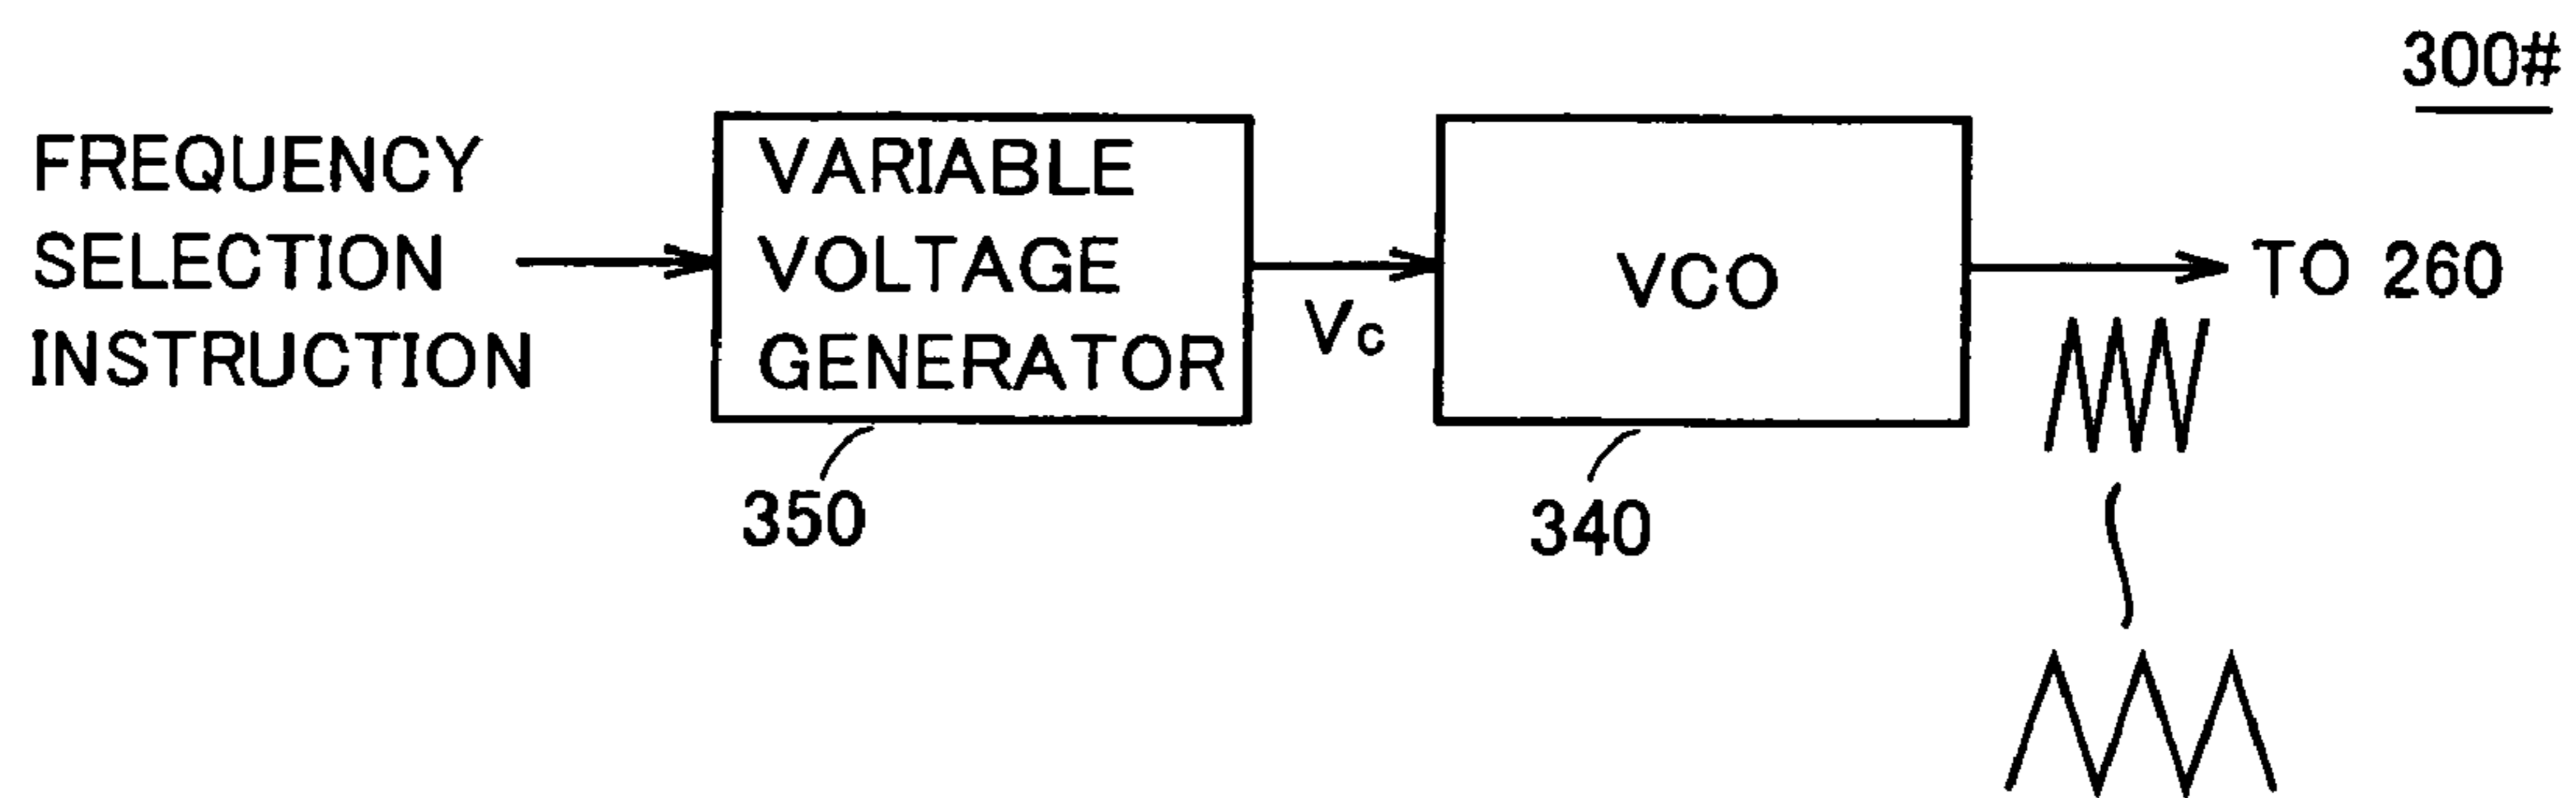 300#
FREQUENCY
SELECTION
INSTRUCTION
VARIABLE
VOLTAGE
GENERATOR
Vc
VCO
TO 260
350
340